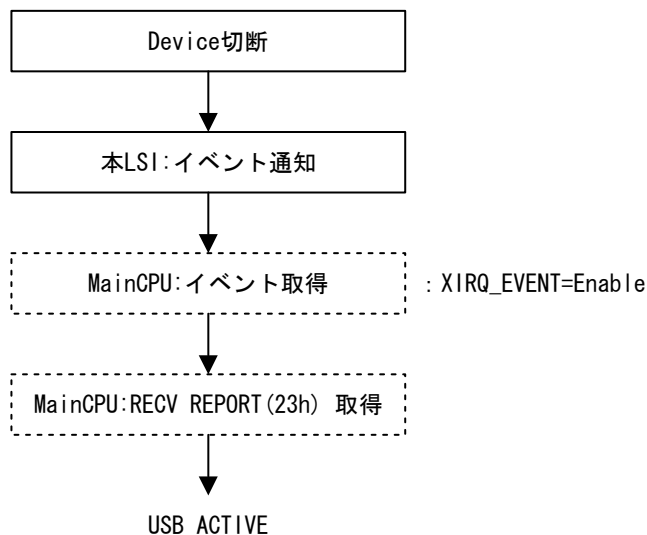 Device切断
本LSI:イベント通知
MainCPU:イベント取得
: XIRQ_EVENT=Enable
MainCPU:RECV REPORT(23h) 取得
USB ACTIVE